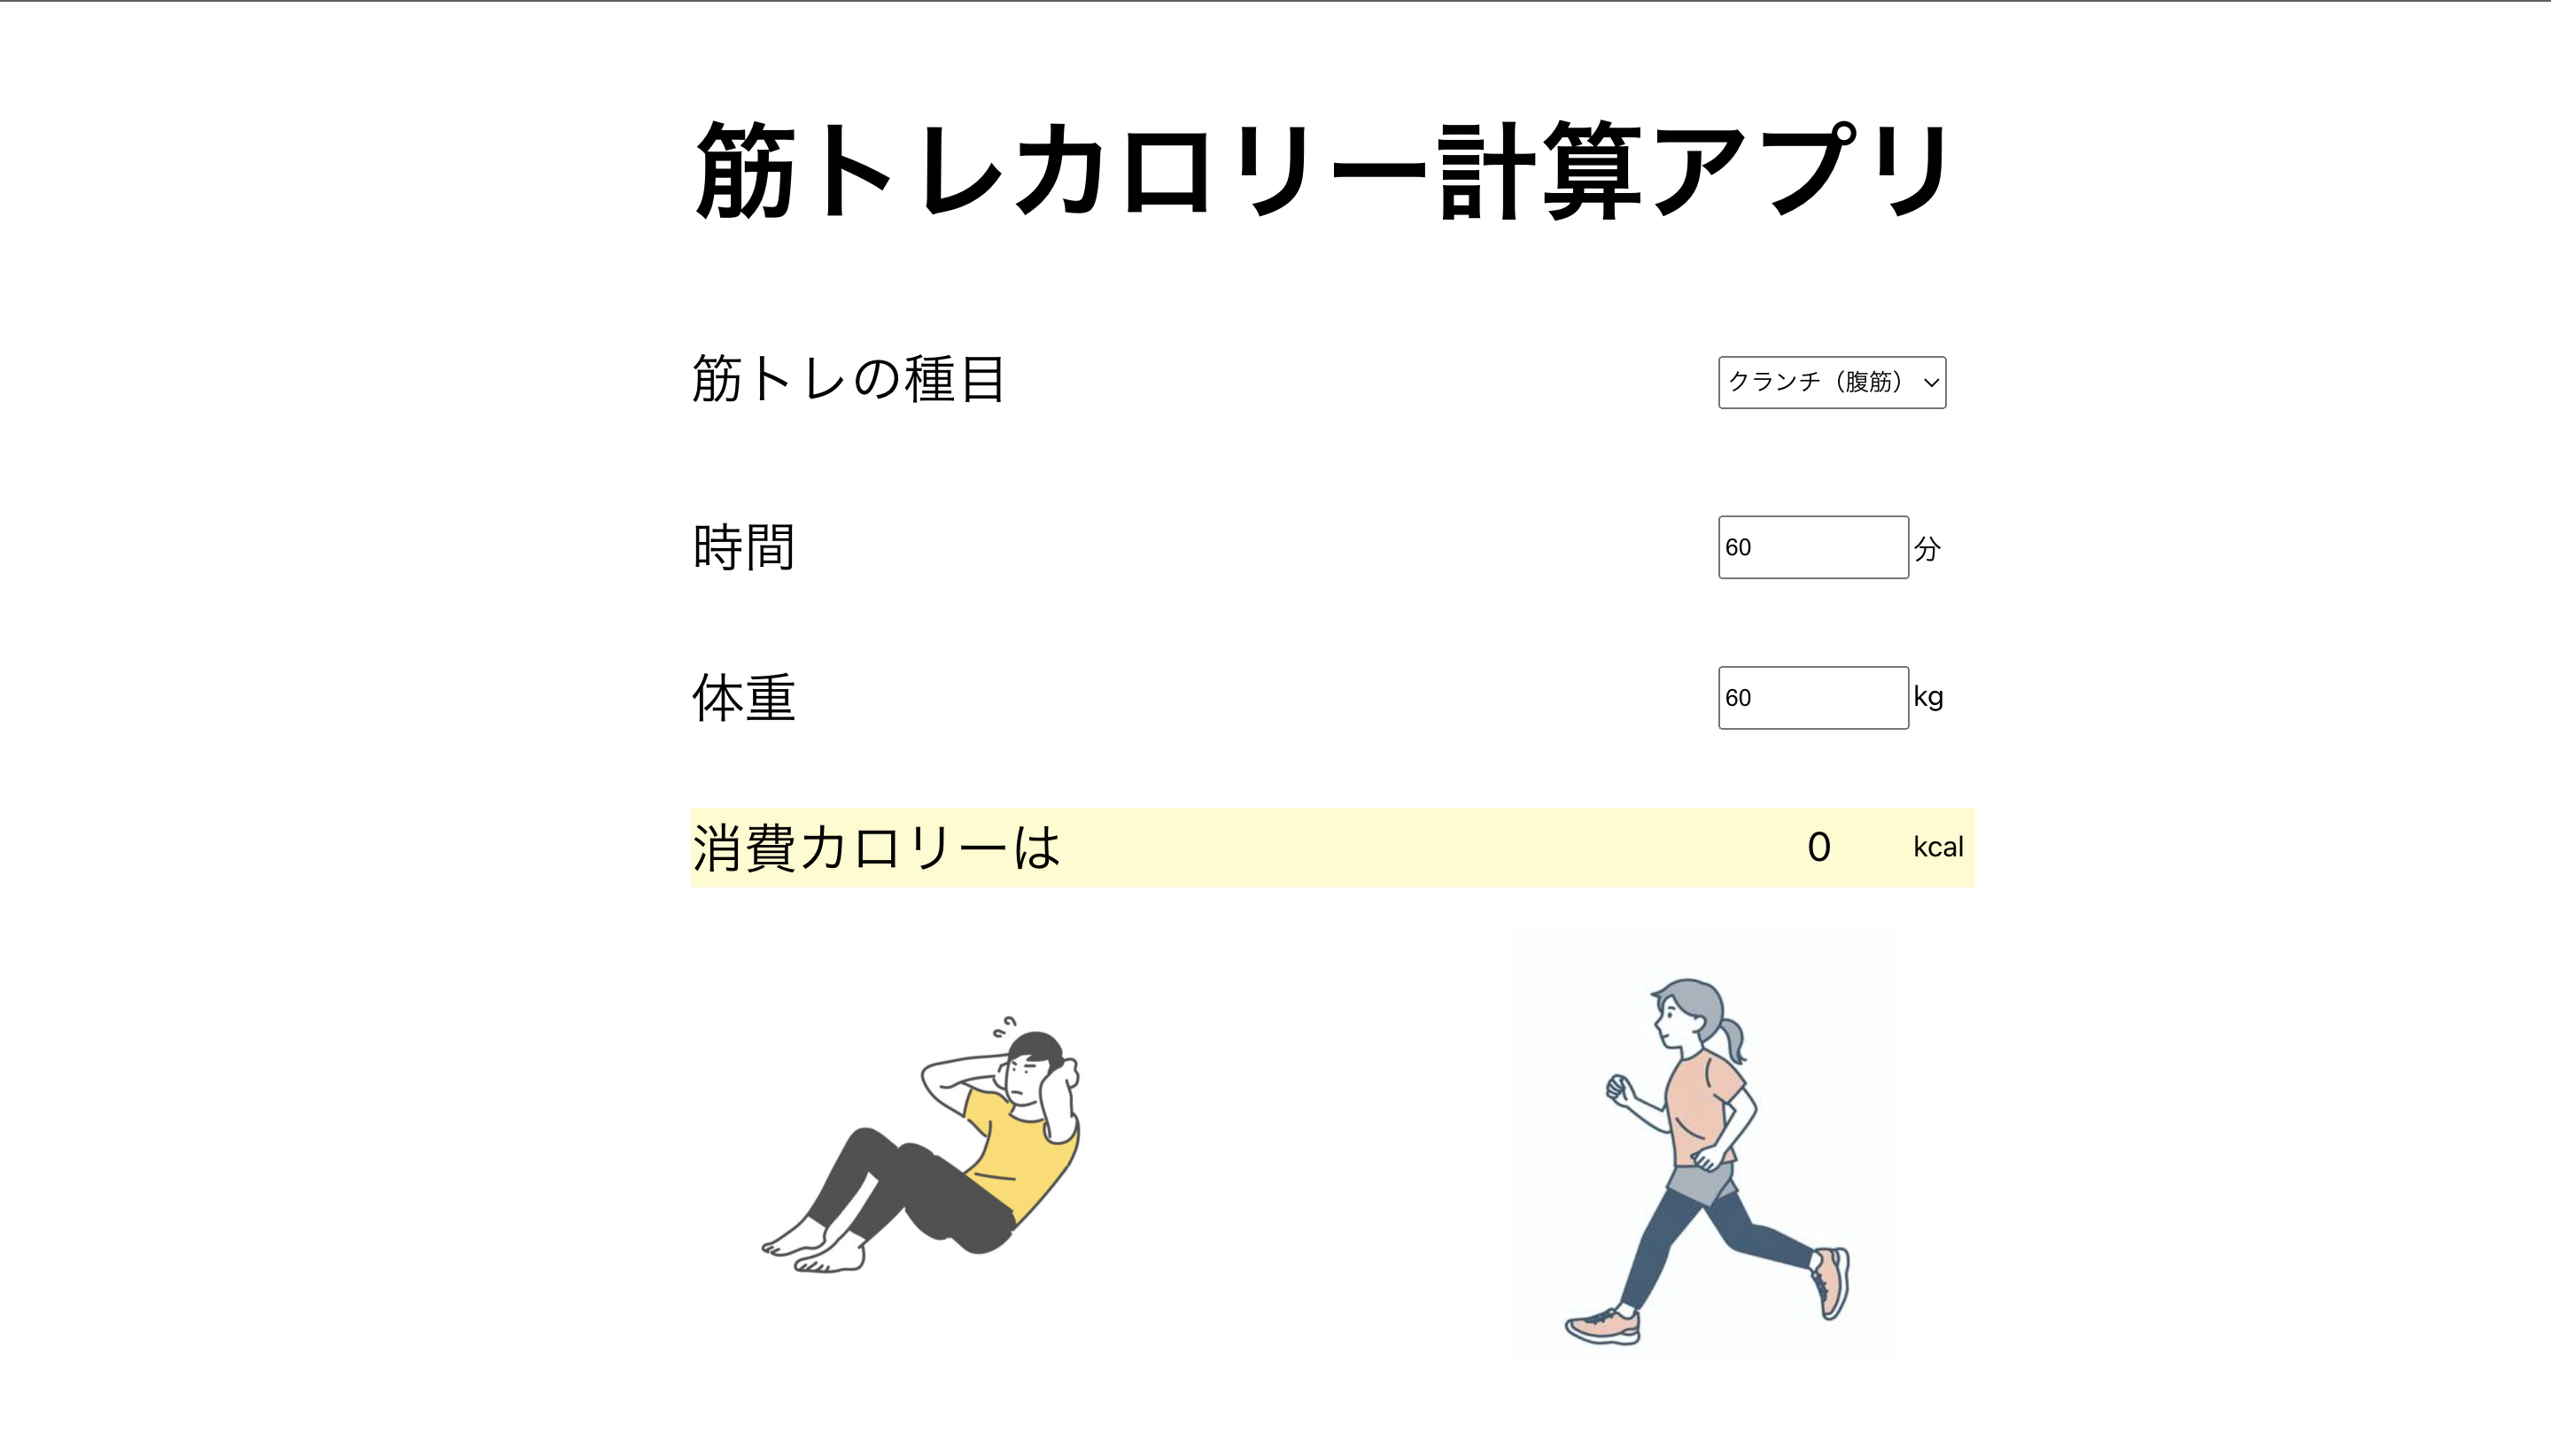 筋トレカロリー計算アプリ
筋トレの種目 クランチ（腹筋）
時間 60 分
体重 60 kg
消費カロリーは 0 kcal